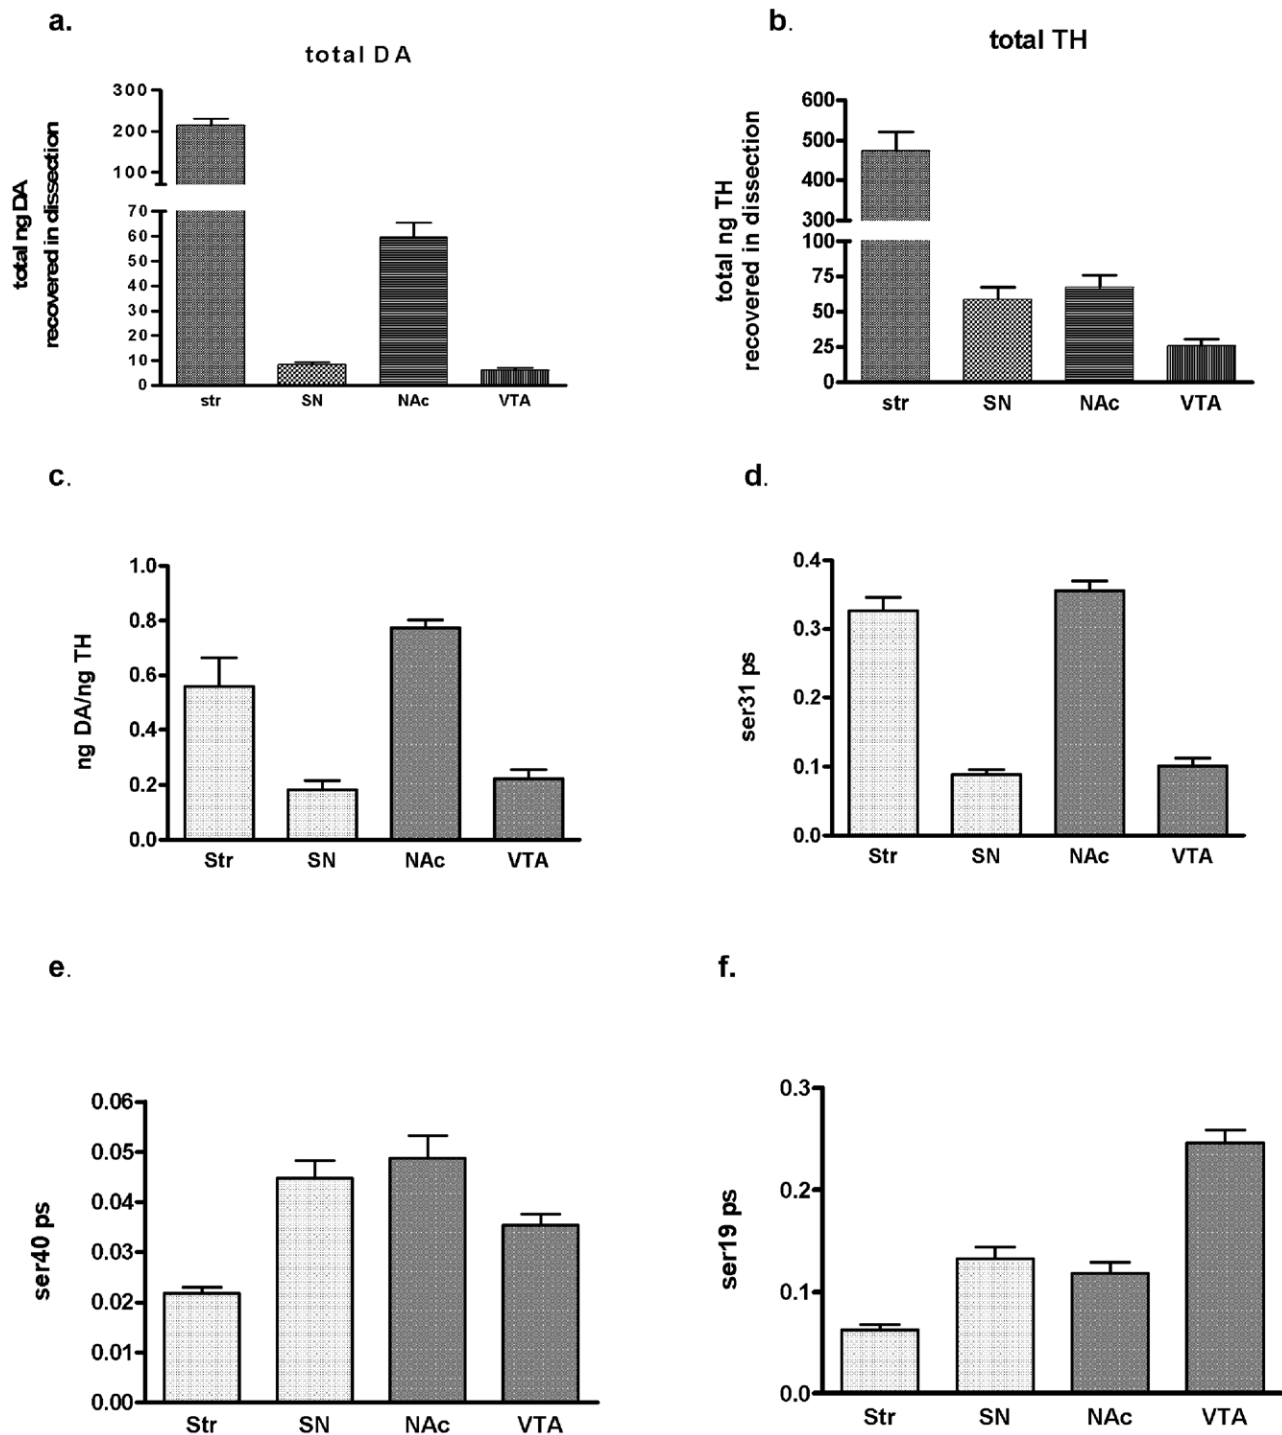 a.
total DA
total ng DA
recovered in dissection
300
200
100
70
60
50
40
30
20
10
0
str SN NAc VTA
b.
total TH
total ng TH
recovered in dissection
600
500
400
300
100
75
50
25
0
str SN NAc VTA
c.
ng DA/ng TH
1.0
0.8
0.6
0.4
0.2
0.0
Str SN NAc VTA
d.
ser31 ps
0.4
0.3
0.2
0.1
0.0
Str SN NAc VTA
e.
ser40 ps
0.06
0.05
0.04
0.03
0.02
0.01
0.00
Str SN NAc VTA
f.
ser19 ps
0.3
0.2
0.1
0.0
Str SN NAc VTA